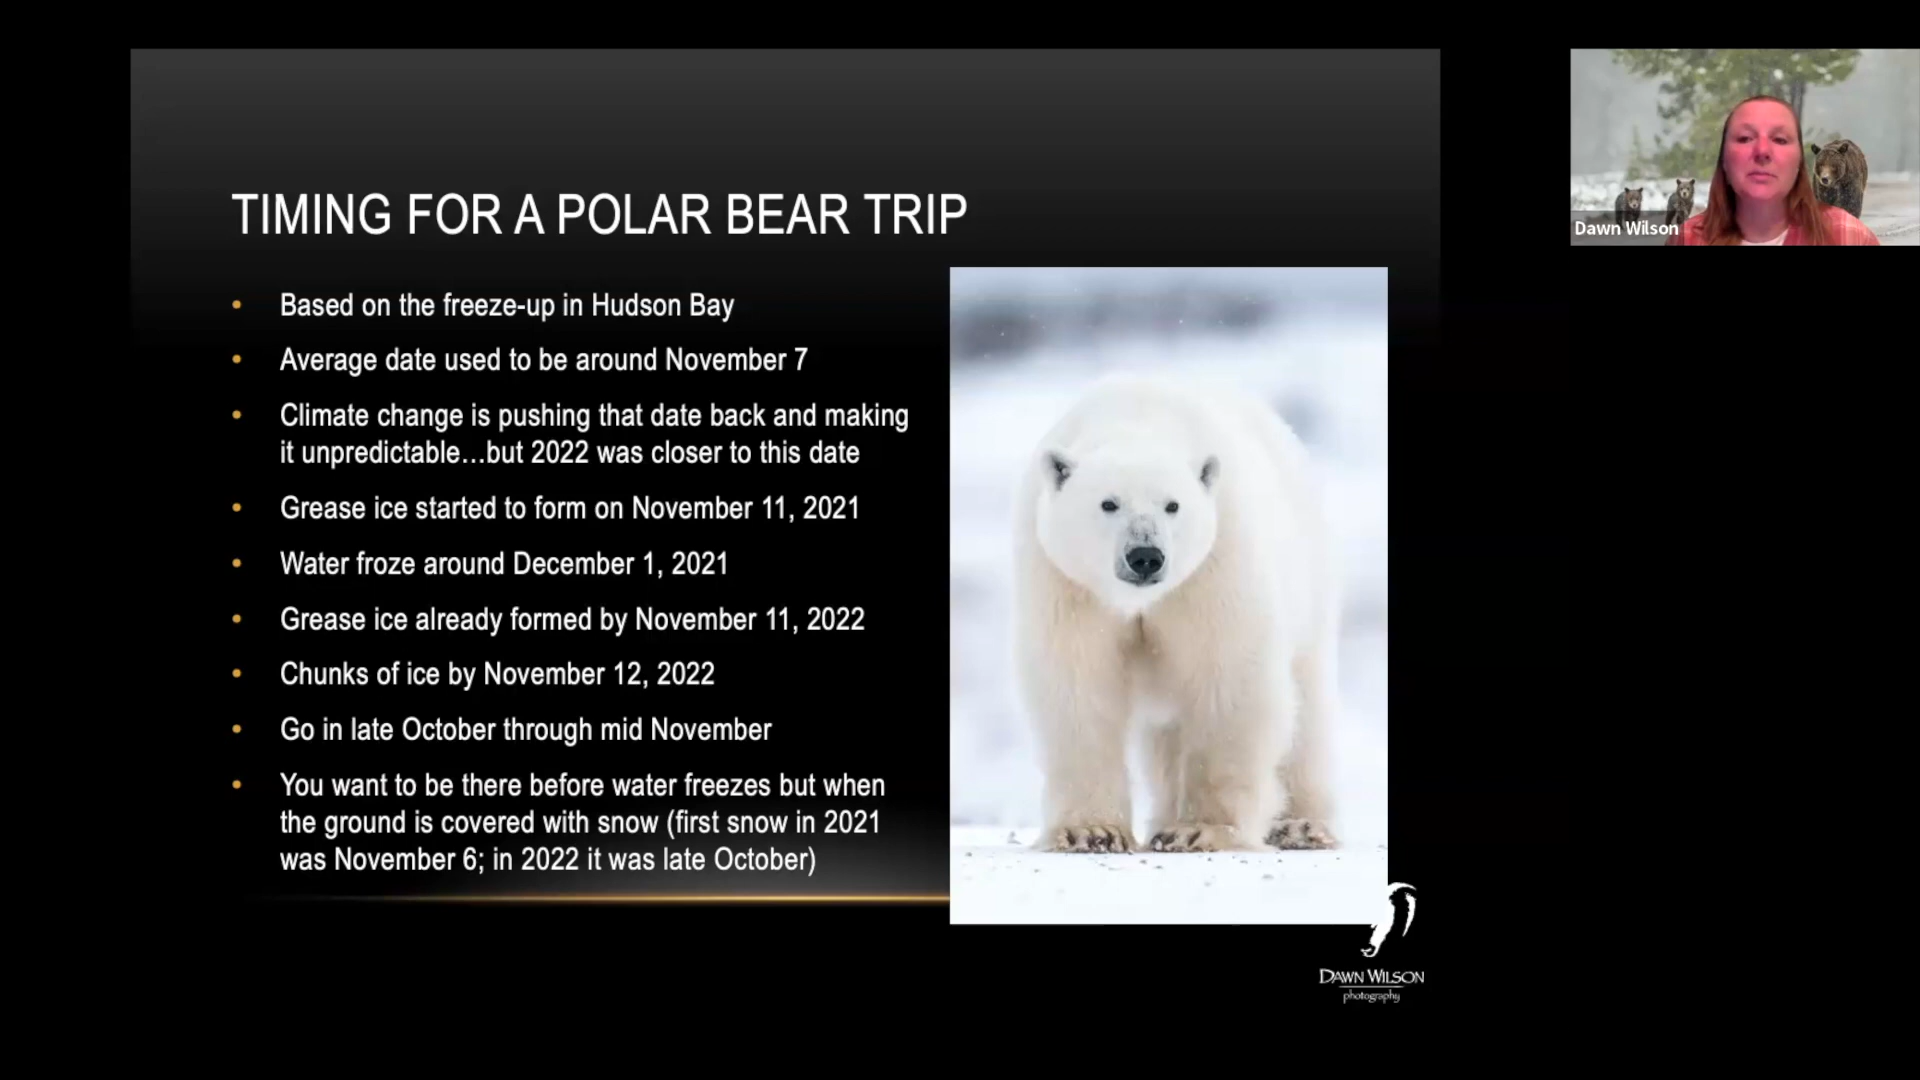 TIMING FOR A POLAR BEAR TRIP
• Based on the freeze-up in Hudson Bay
• Average date used to be around November 7
• Climate change is pushing that date back and making
it unpredictable...but 2022 was closer to this date
• Grease ice started to form on November 11, 2021
• Water froze around December 1, 2021
• Grease ice already formed by November 11, 2022
• Chunks of ice by November 12, 2022
• Go in late October through mid November
• You want to be there before water freezes but when
the ground is covered with snow (first snow in 2021
was November 6; in 2022 it was late October)
DAWN WILSON
photography
Dawn Wilson